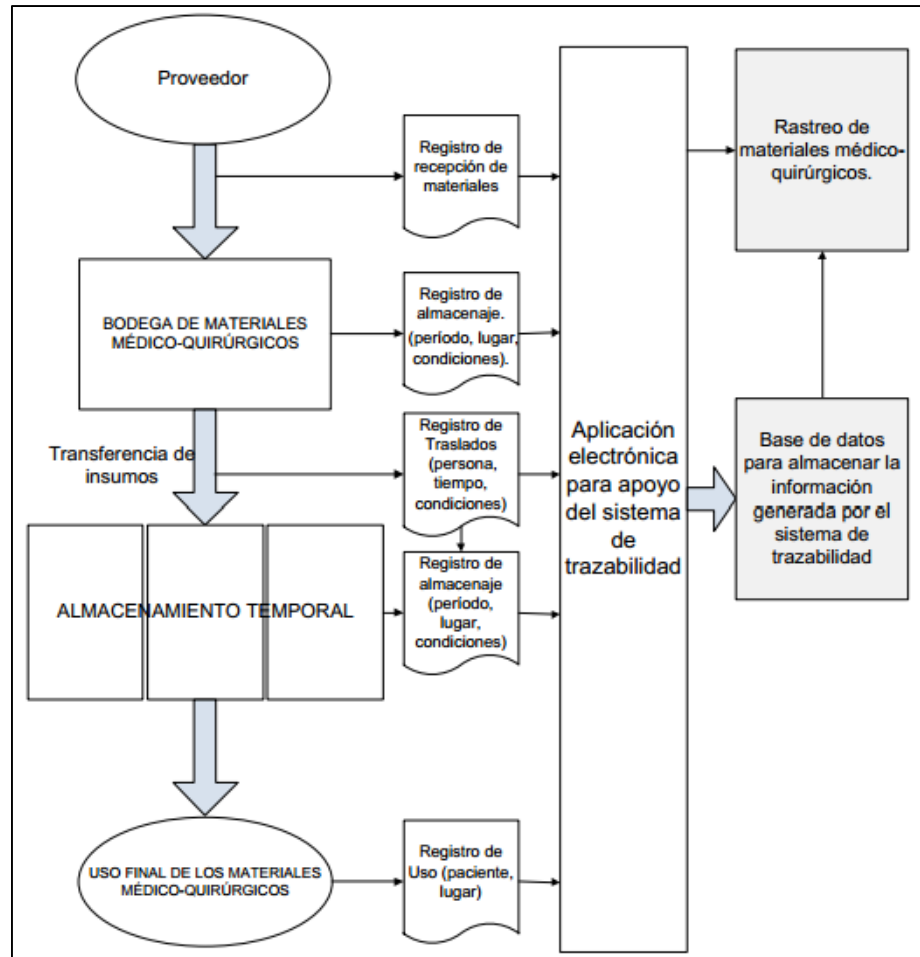 Proveedor
Registro de
recepción de
materiales
Rastreo de
materiales médico-
quirúrgicos.
BODEGA DE MATERIALES
MÉDICO-QUIRÚRGICOS
Registro de
almacenaje.
(período, lugar,
condiciones).
Transferencia de
insumos
Registro de
Traslados
(persona,
tiempo,
condiciones)
Aplicación
electrónica
para apoyo
del sistema
de
trazabilidad
Base de datos
para almacenar la
información
generada por el
sistema de
trazabilidad
ALMACENAMIENTO TEMPORAL
Registro de
almacenaje
(período,
lugar,
condiciones)
USO FINAL DE LOS MATERIALES
MÉDICO-QUIRÚRGICOS
Registro de
Uso (paciente,
lugar)